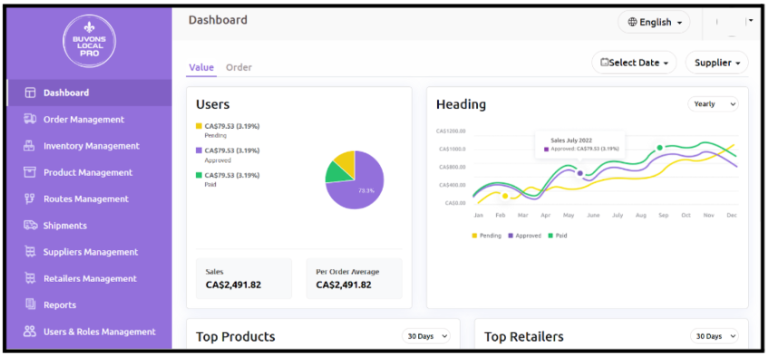 BUVONS
LOCAL
PRO
Dashboard
Order Management
Inventory Management
Product Management
Routes Management
Shipments
Suppliers Management
Retailers Management
Reports
Users & Roles Management
Dashboard
English
Value Order
Select Date
Supplier
Users
CA$79.53 (3.19%)
Pending
CA$79.53 (3.19%)
Approved
CA$79.53 (3.19%)
Paid
73.3%
Sales
CA$2,491.82
Per Order Average
CA$2,491.82
Heading
Yearly
CA$1200.00
CA$1000.0
CA$800.00
CA$400.00
CA$0.00
Sales July 2022
Approved: CA$79.53 (3.19%)
Jan Feb Mar Apr May June July Aug Sep Oct Nov Dec
Pending Approved Paid
Top Products
30 Days
Top Retailers
30 Days